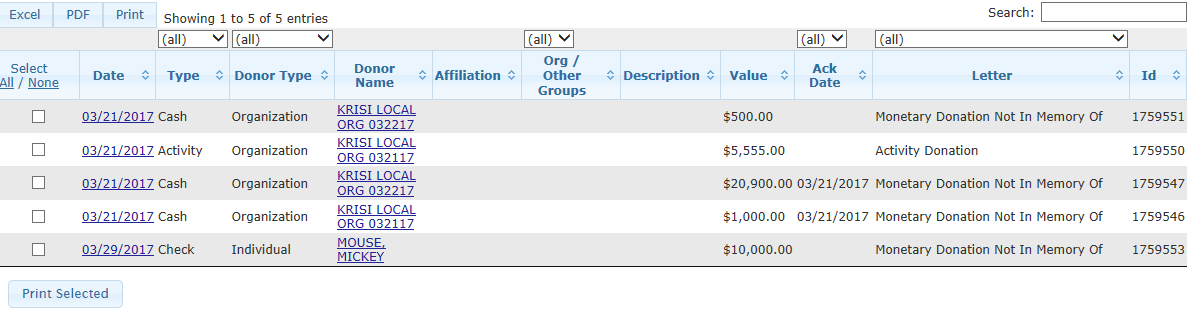 Excel PDF Print Showing 1 to 5 of 5 entries Search:
(all) (all) (all) (all) (all)
Select All / None Date Type Donor Type Donor Name Affiliation Org / Other Groups Description Value Ack Date Letter Id
03/21/2017 Cash Organization KRISI LOCAL ORG 032217 $500.00 Monetary Donation Not In Memory Of 1759551
03/21/2017 Activity Organization KRISI LOCAL ORG 032117 $5,555.00 Activity Donation 1759550
03/21/2017 Cash Organization KRISI LOCAL ORG 032217 $20,900.00 03/21/2017 Monetary Donation Not In Memory Of 1759547
03/21/2017 Cash Organization KRISI LOCAL ORG 032117 $1,000.00 03/21/2017 Monetary Donation Not In Memory Of 1759546
03/29/2017 Check Individual MOUSE, MICKEY $10,000.00 Monetary Donation Not In Memory Of 1759553
Print Selected